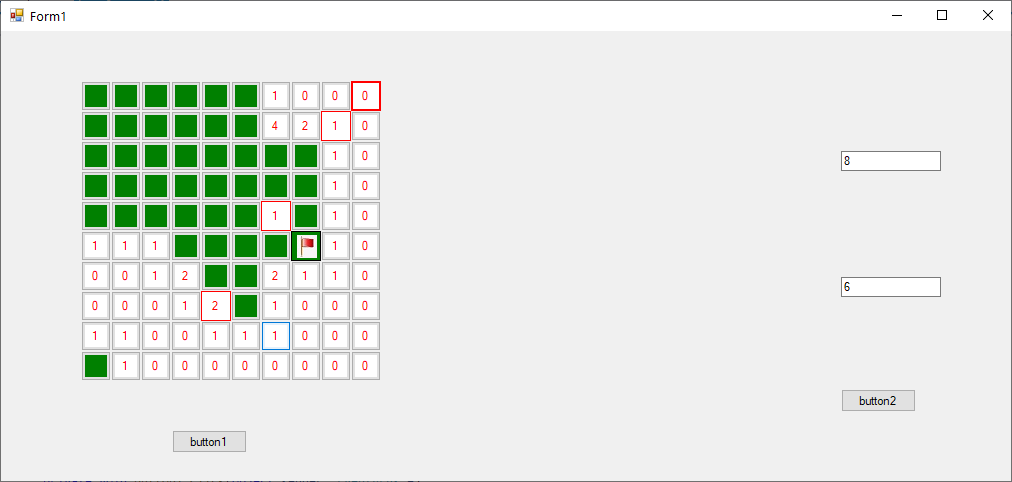 Form1
1 0 0 0
4 2 1 0
1 0
8
1 0
1 1 0
1 1 1 1 0
0 0 1 2 2 1 1 0
6
0 0 0 1 2 1 0 0 0
1 1 0 0 1 1 1 0 0 0
1 0 0 0 0 0 0 0 0
button2
button1